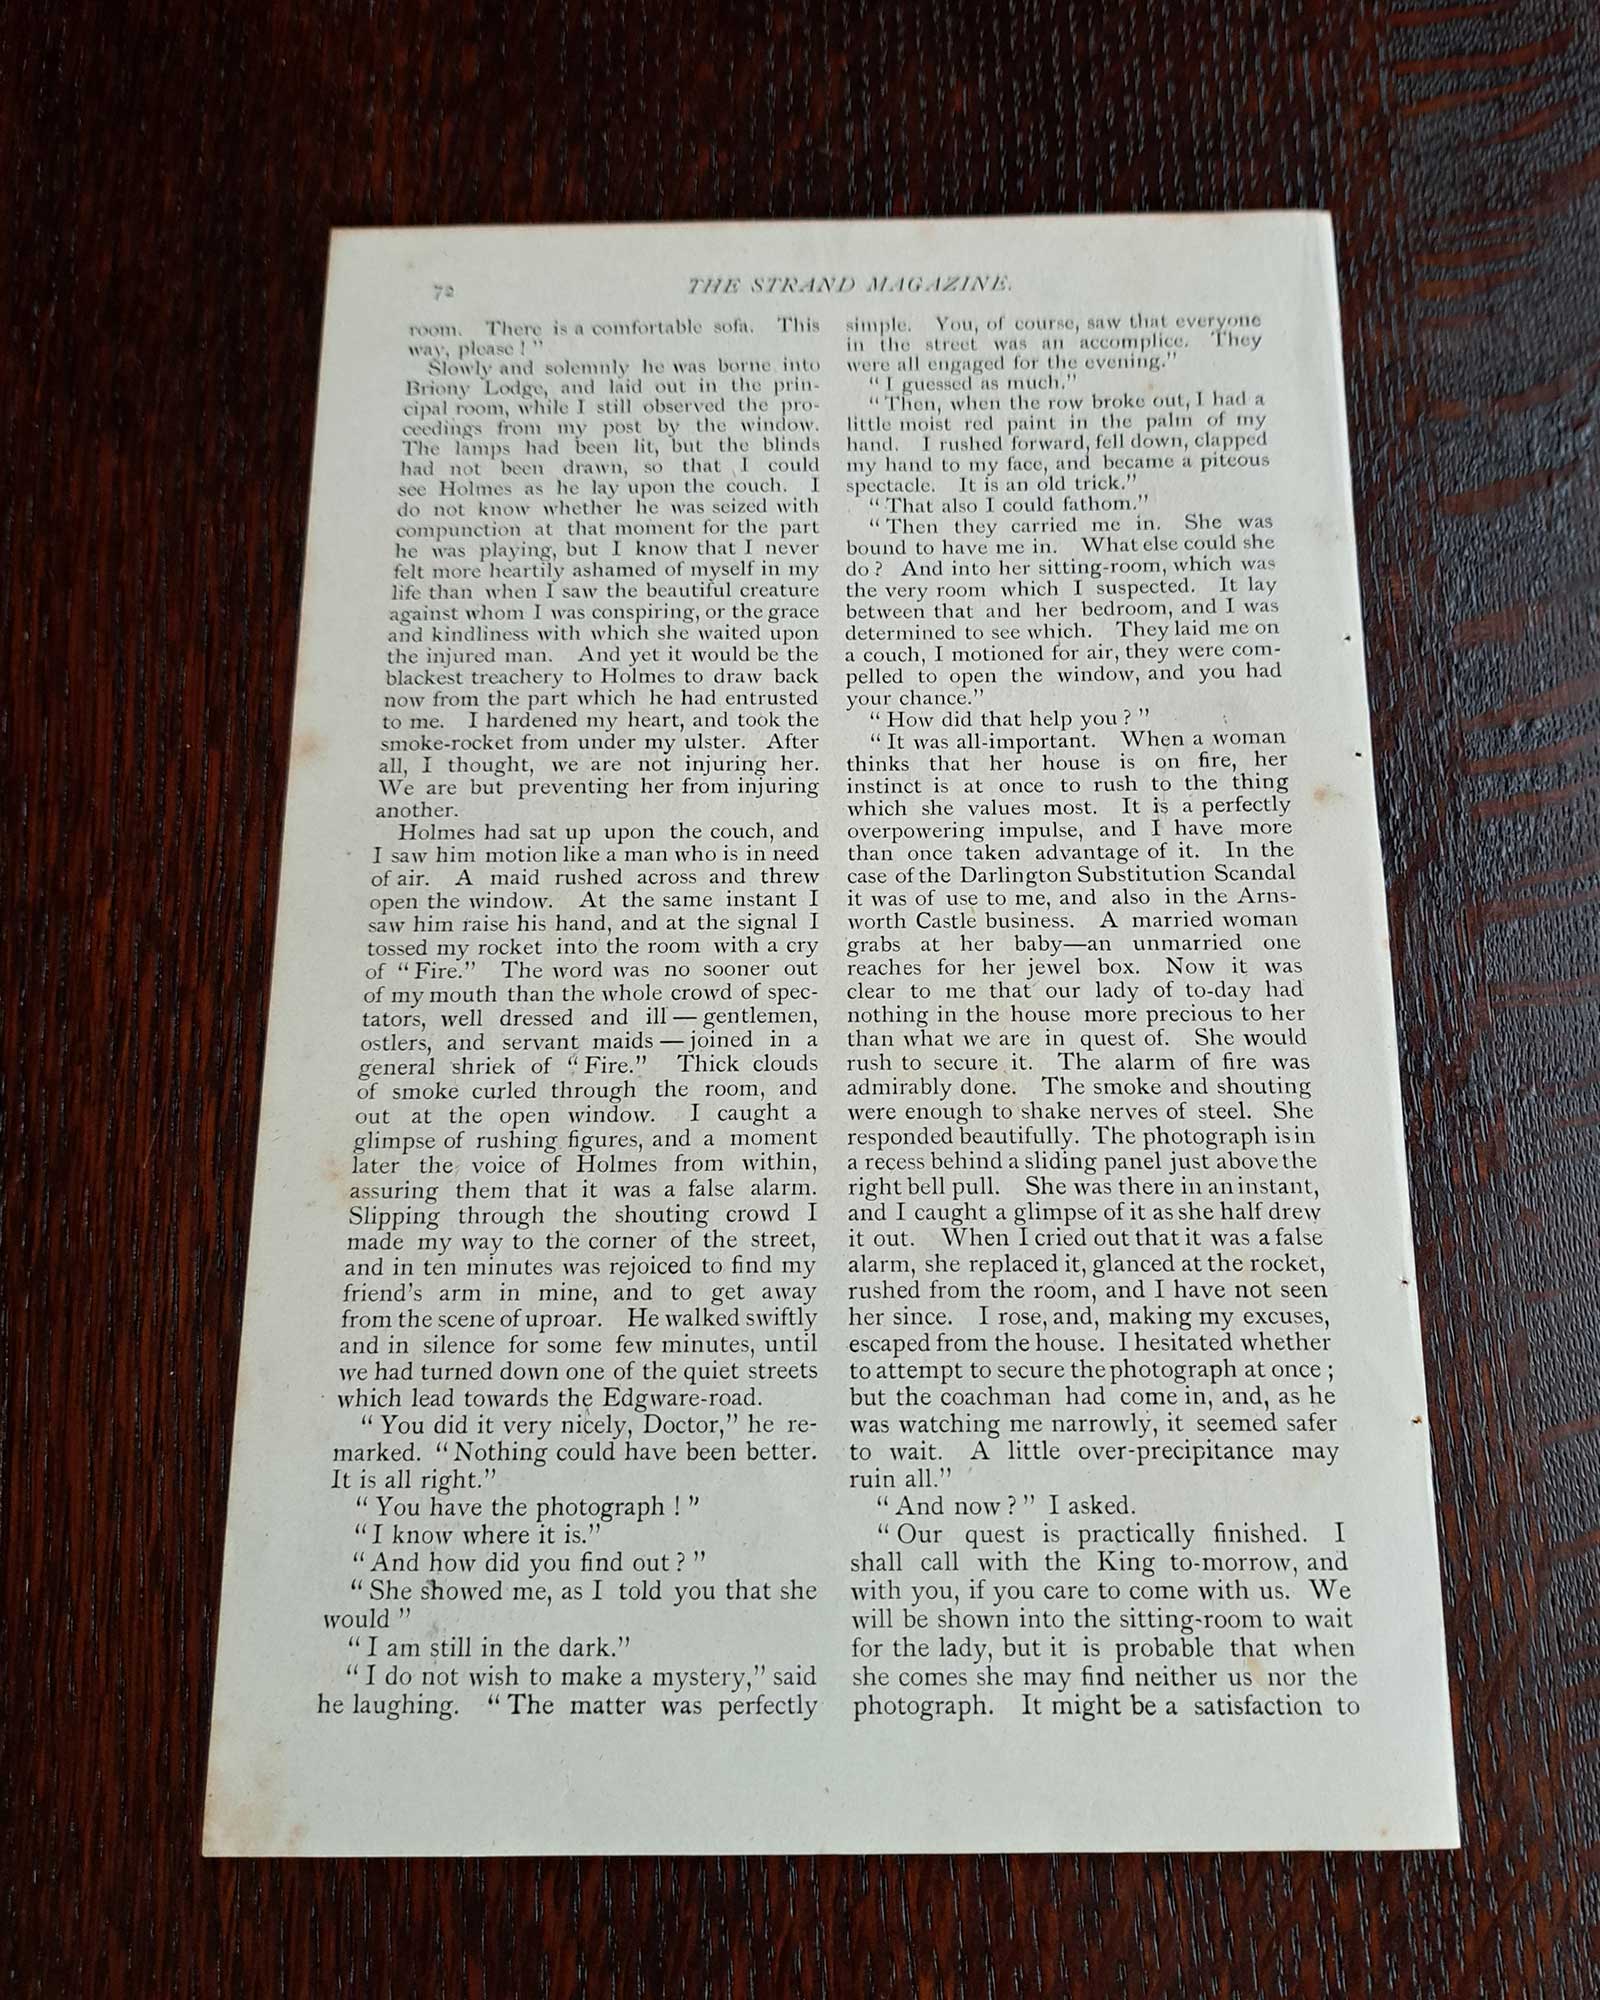 72
THE STRAND MAGAZINE.
room. There is a comfortable sofa. This
way, please!"
Slowly and solemnly he was borne into
Briony Lodge, and laid out in the prin-
cipal room, while I still observed the pro-
ceedings from my post by the window.
The lamps had been lit, but the blinds
had not been drawn, so that I could
see Holmes as he lay upon the couch. I
do not know whether he was seized with
compunction at that moment for the part
he was playing, but I know that I never
felt more heartily ashamed of myself in my
life than when I saw the beautiful creature
against whom I was conspiring, or the grace
and kindliness with which she waited upon
the injured man. And yet it would be the
blackest treachery to Holmes to draw back
now from the part which he had entrusted
to me. I hardened my heart, and took the
smoke-rocket from under my ulster. After
all, I thought, we are not injuring her.
We are but preventing her from injuring
another.
Holmes had sat up upon the couch, and
I saw him motion like a man who is in need
of air. A maid rushed across and threw
open the window. At the same instant I
saw him raise his hand, and at the signal I
tossed my rocket into the room with a cry
of "Fire." The word was no sooner out
of my mouth than the whole crowd of spec-
tators, well dressed and ill—gentlemen,
ostlers, and servant maids—joined in a
general shriek of "Fire." Thick clouds
of smoke curled through the room, and
out at the open window. I caught a
glimpse of rushing figures, and a moment
later the voice of Holmes from within,
assuring them that it was a false alarm.
Slipping through the shouting crowd I
made my way to the corner of the street,
and in ten minutes was rejoiced to find my
friend's arm in mine, and to get away
from the scene of uproar. He walked swiftly
and in silence for some few minutes, until
we had turned down one of the quiet streets
which lead towards the Edgware-road.
"You did it very nicely, Doctor," he re-
marked. "Nothing could have been better.
It is all right."
"You have the photograph!"
"I know where it is."
"And how did you find out?"
"She showed me, as I told you that she
would"
"I am still in the dark."
"I do not wish to make a mystery," said
he laughing. "The matter was perfectly
simple. You, of course, saw that everyone
in the street was an accomplice. They
were all engaged for the evening."
"I guessed as much."
"Then, when the row broke out, I had a
little moist red paint in the palm of my
hand. I rushed forward, fell down, clapped
my hand to my face, and became a piteous
spectacle. It is an old trick."
"That also I could fathom."
"Then they carried me in. She was
bound to have me in. What else could she
do? And into her sitting-room, which was
the very room which I suspected. It lay
between that and her bedroom, and I was
determined to see which. They laid me on
a couch, I motioned for air, they were com-
pelled to open the window, and you had
your chance."
"How did that help you?"
"It was all-important. When a woman
thinks that her house is on fire, her
instinct is at once to rush to the thing
which she values most. It is a perfectly
overpowering impulse, and I have more
than once taken advantage of it. In the
case of the Darlington Substitution Scandal
it was of use to me, and also in the Arns-
worth Castle business. A married woman
grabs at her baby—an unmarried one
reaches for her jewel box. Now it was
clear to me that our lady of to-day had
nothing in the house more precious to her
than what we are in quest of. She would
rush to secure it. The alarm of fire was
admirably done. The smoke and shouting
were enough to shake nerves of steel. She
responded beautifully. The photograph is in
a recess behind a sliding panel just above the
right bell pull. She was there in an instant,
and I caught a glimpse of it as she half drew
it out. When I cried out that it was a false
alarm, she replaced it, glanced at the rocket,
rushed from the room, and I have not seen
her since. I rose, and, making my excuses,
escaped from the house. I hesitated whether
to attempt to secure the photograph at once;
but the coachman had come in, and, as he
was watching me narrowly, it seemed safer
to wait. A little over-precipitance may
ruin all."
"And now?" I asked.
"Our quest is practically finished. I
shall call with the King to-morrow, and
with you, if you care to come with us. We
will be shown into the sitting-room to wait
for the lady, but it is probable that when
she comes she may find neither us nor the
photograph. It might be a satisfaction to